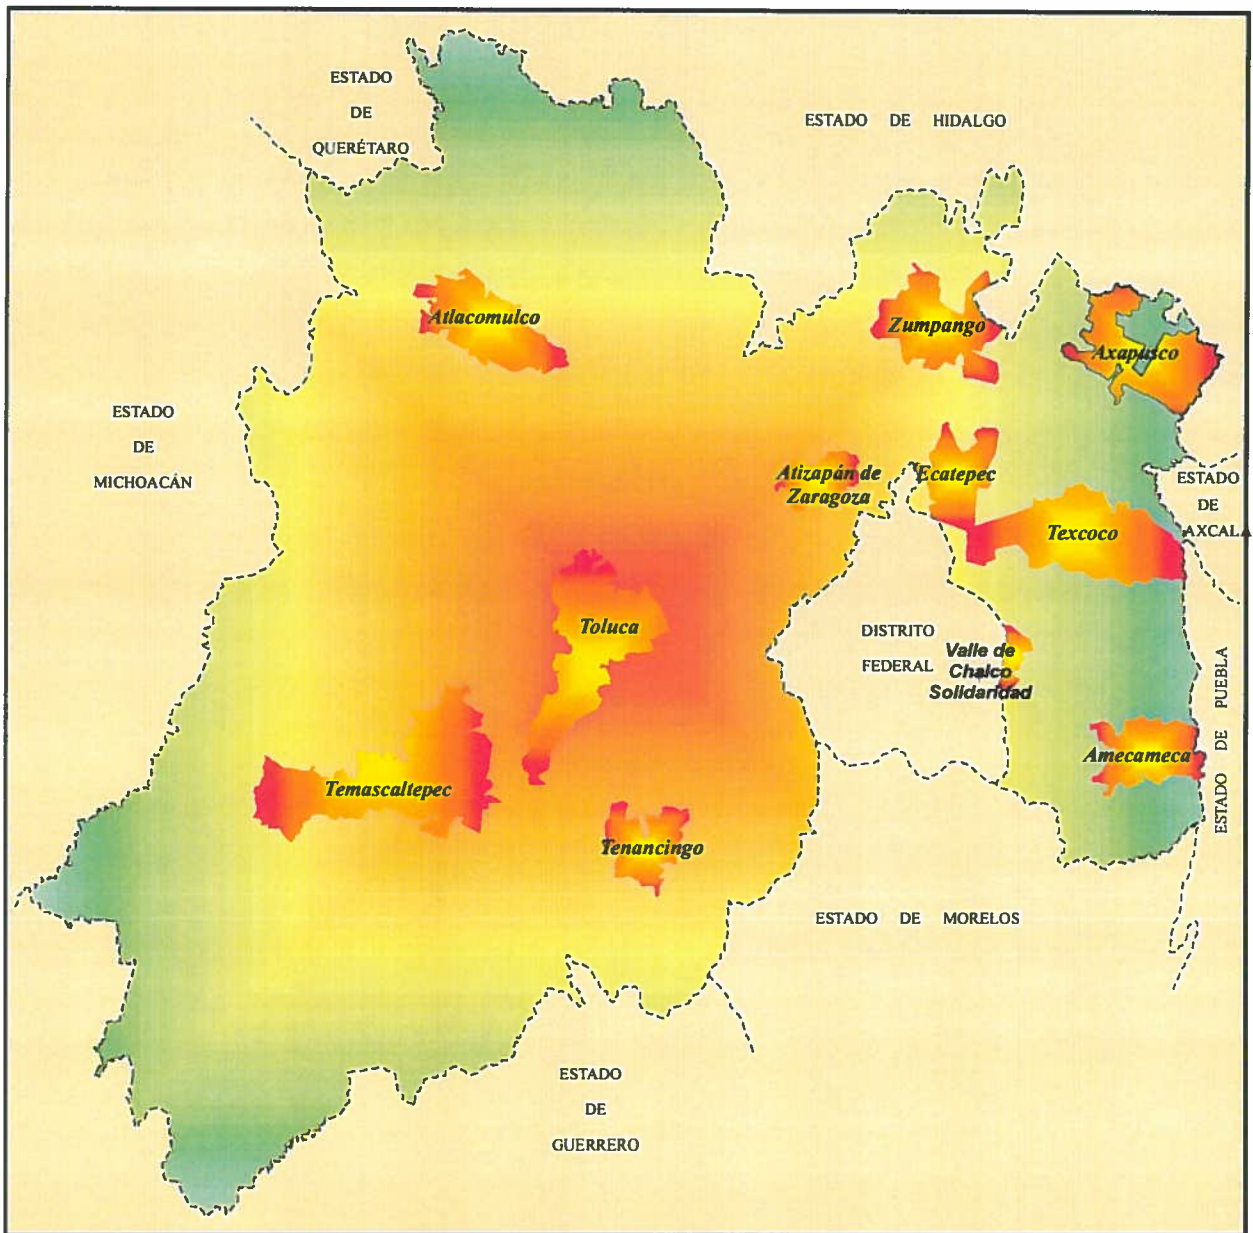 ESTADO
DE
QUERÉTARO
ESTADO DE HIDALGO
Atlacomulco
Zumpango
Axapusco
ESTADO
DE
MICHOACÁN
Atizapán de
Zaragoza
Ecatepec
ESTADO
DE
AXCALA
Texcoco
Toluca
DISTRITO
FEDERAL
Valle de
Chalco
Solidaridad
ESTADO DE PUEBLA
Amecameca
Temascaltepec
Tenancingo
ESTADO DE MORELOS
ESTADO
DE
GUERRERO